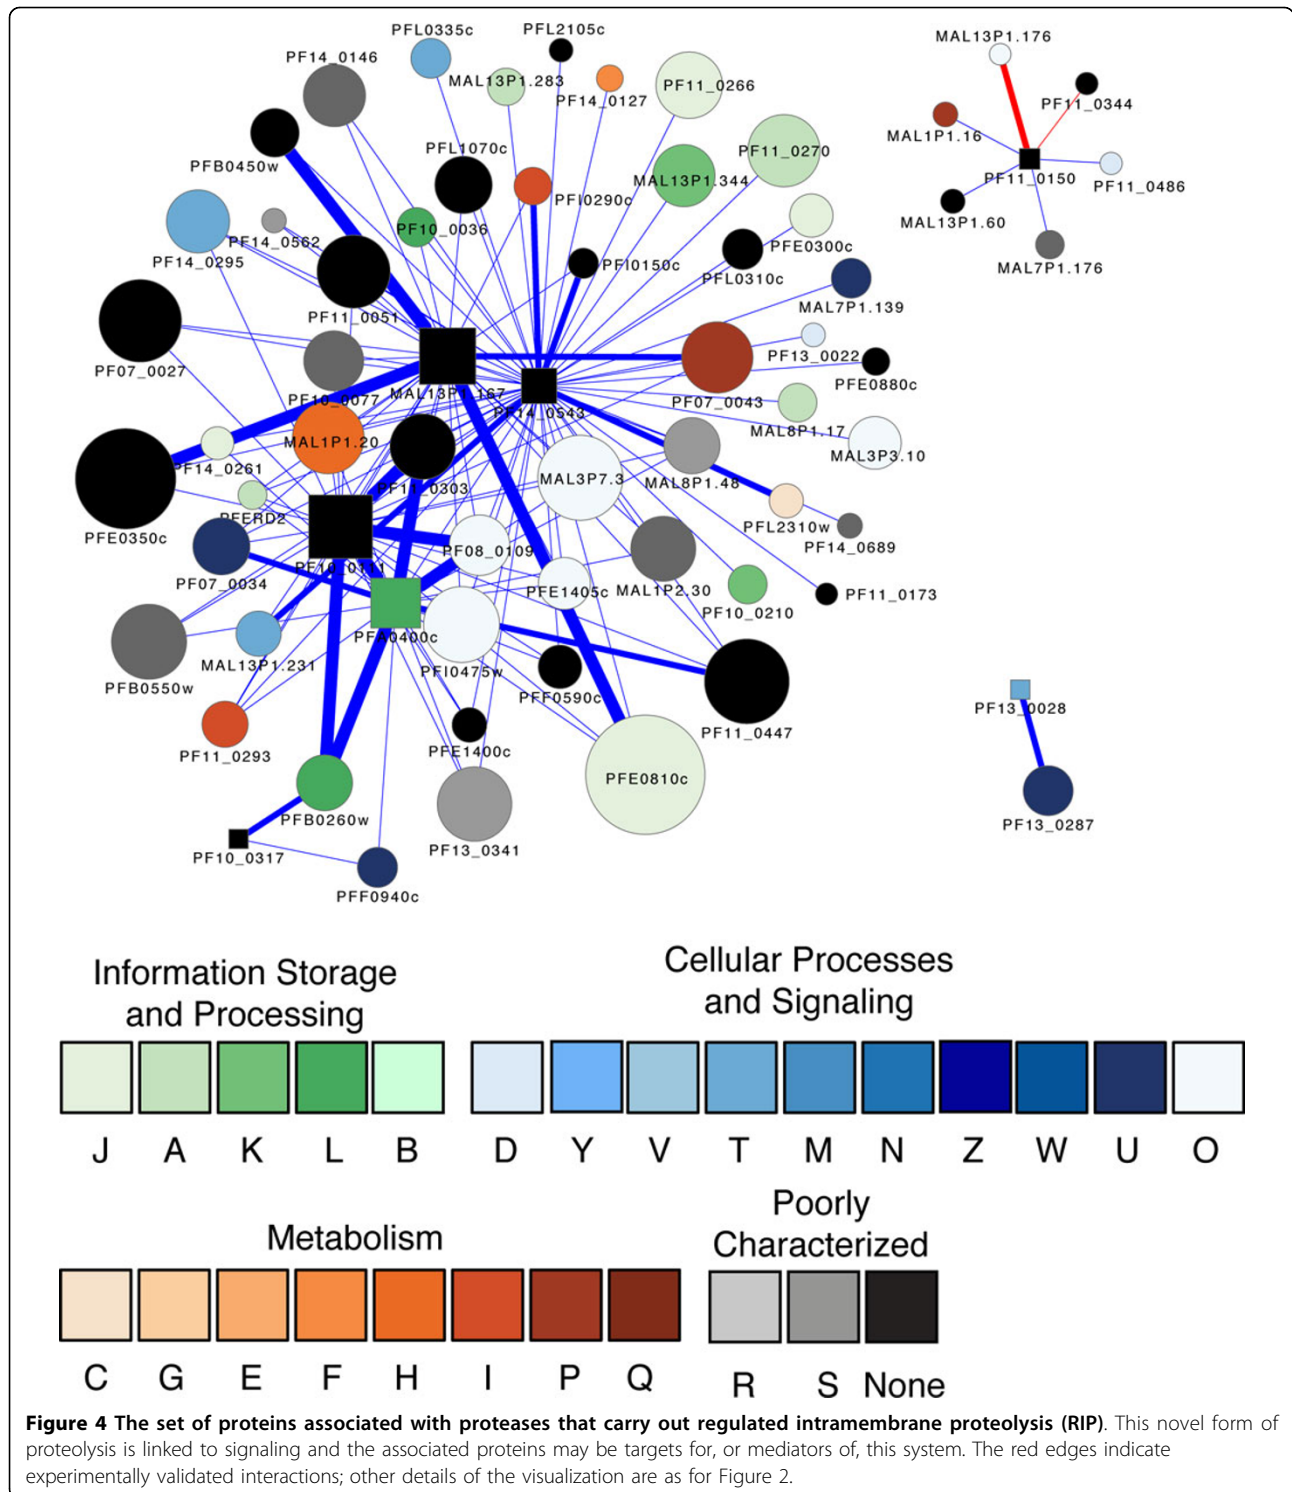 PFL0335c
PFL2105c
MAL13P1.176
PF14_0146
MAL13P1.283
PF14_0127
PF11_0266
PF11_0344
PFB0450w
PFL1070c
MAL13P1.344
PF11_0270
MAL1P1.16
PF11_0150
PF11_0486
PFI0290c
PF14_0562
PF10_0036
PF14_0295
PFI0150c
PFL0310c
PFE0300c
MAL13P1.60
MAL7P1.176
PF11_0051
MAL7P1.139
PF07_0027
PF10_0077
MAL13P1.167
PF14_0543
PF07_0043
PF13_0022
PFE0880c
MAL1P1.20
MAL8P1.17
MAL3P3.10
PF14_0261
PF11_0303
MAL3P7.3
MAL8P1.48
PFERD2
PFL2310w
PFE0350c
PF14_0689
PF07_0034
PF10_0111
PF08_0109
PFE1405c
MAL1P2.30
PF10_0210
PF11_0173
PFA0400c
MAL13P1.231
PFB0550w
PFI0475w
PFF0590c
PF11_0447
PF13_0028
PF11_0293
PFE1400c
PFE0810c
PFB0260w
PF13_0287
PF10_0317
PF13_0341
PFF0940c
Information Storage
and Processing
Cellular Processes
and Signaling
J A K L B
D Y V T M N Z W U O
Metabolism
Poorly
Characterized
C G E F H I P Q
R S None
Figure 4 The set of proteins associated with proteases that carry out regulated intramembrane proteolysis (RIP). This novel form of
proteolysis is linked to signaling and the associated proteins may be targets for, or mediators of, this system. The red edges indicate
experimentally validated interactions; other details of the visualization are as for Figure 2.